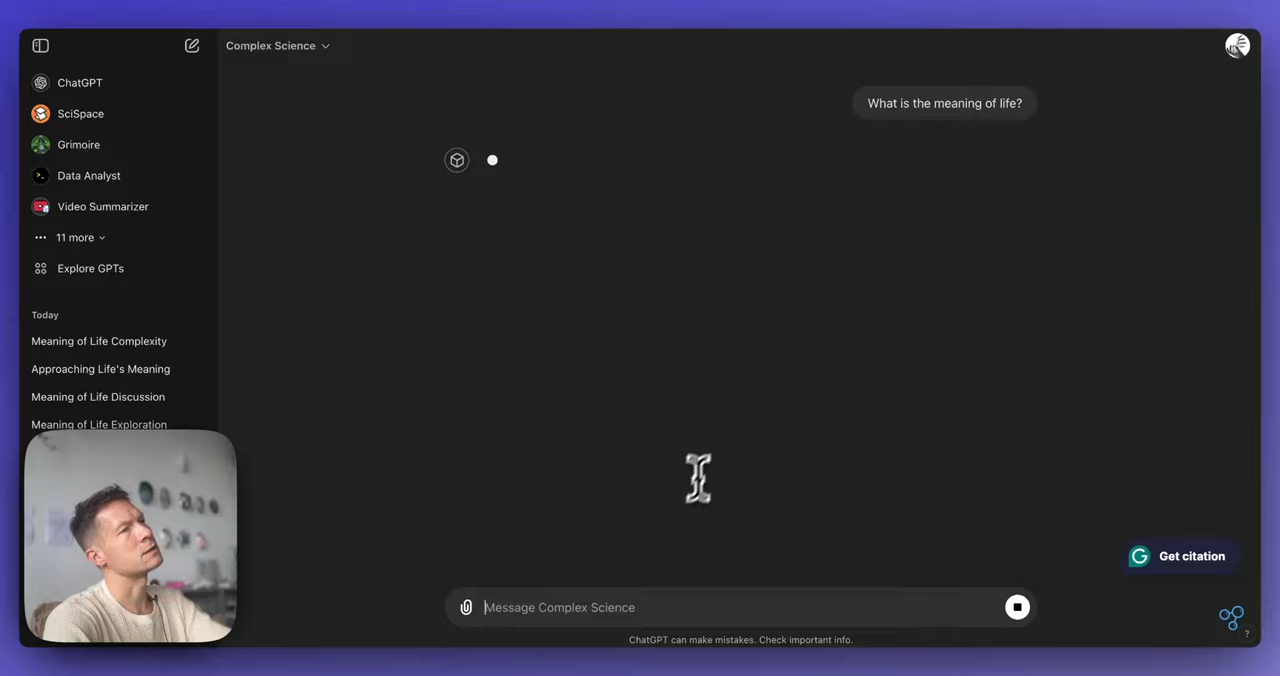 Complex Science
ChatGPT
SciSpace
Grimoire
Data Analyst
Video Summarizer
11 more
Explore GPTs
Today
Meaning of Life Complexity
Approaching Life's Meaning
Meaning of Life Discussion
Meaning of Life Exploration
What is the meaning of life?
Get citation
Message Complex Science
ChatGPT can make mistakes. Check important info.
?